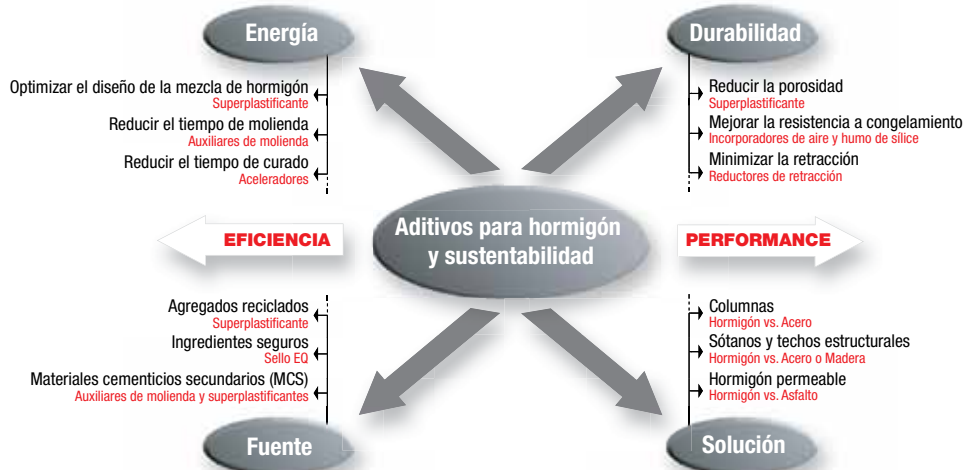 Energía
Optimizar el diseño de la mezcla de hormigón
Superplastificante
Reducir el tiempo de molienda
Auxiliares de molienda
Reducir el tiempo de curado
Aceleradores
Durabilidad
Reducir la porosidad
Superplastificante
Mejorar la resistencia a congelamiento
Incorporadores de aire y humo de sílice
Minimizar la retracción
Reductores de retracción
EFICIENCIA
Aditivos para hormigón
y sustentabilidad
PERFORMANCE
Agregados reciclados
Superplastificante
Ingredientes seguros
Sello EQ
Materiales cementicios secundarios (MCS)
Auxiliares de molienda y superplastificantes
Fuente
Columnas
Hormigón vs. Acero
Sótanos y techos estructurales
Hormigón vs. Acero o Madera
Hormigón permeable
Hormigón vs. Asfalto
Solución